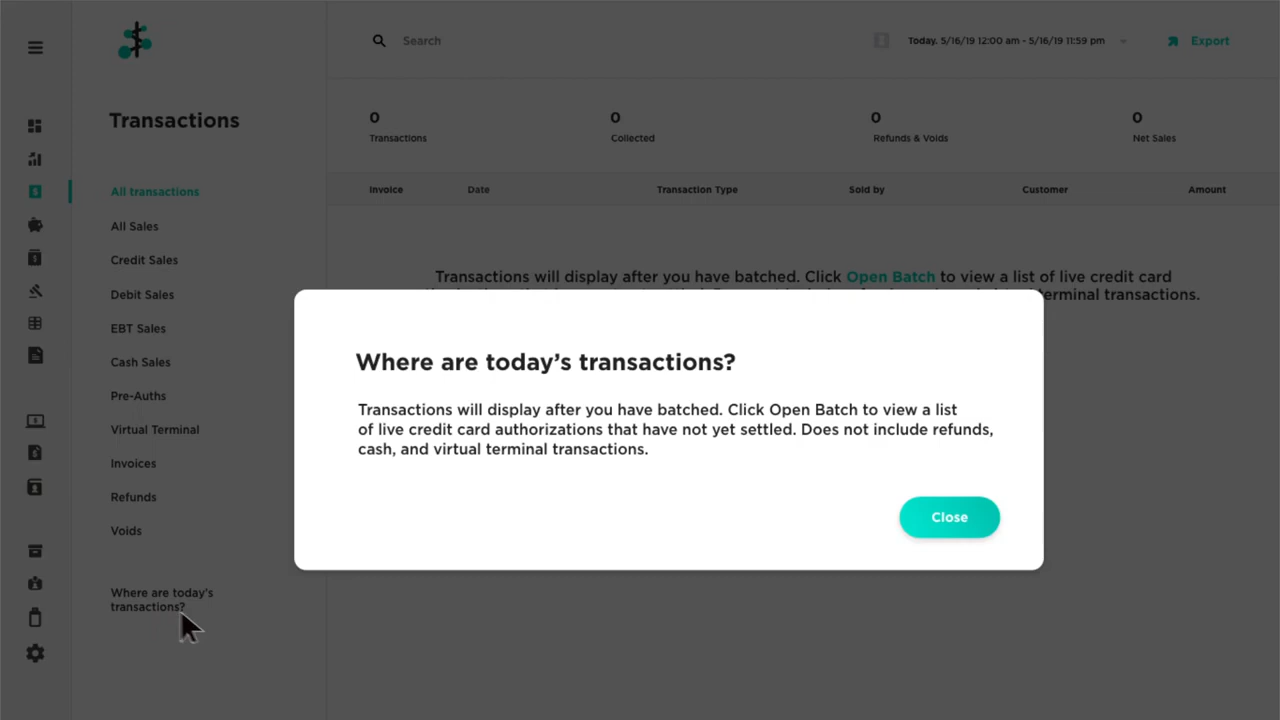 Search
Today, 5/16/19 12:00 am - 5/16/19 11:59 pm
Export
Transactions
All transactions
All Sales
Credit Sales
Debit Sales
EBT Sales
Cash Sales
Pre-Auths
Virtual Terminal
Invoices
Refunds
Voids
Where are today's
transactions?
0 0 0 0
Transactions Collected Refunds & Voids Net Sales
Invoice Date Transaction Type Sold by Customer Amount
Transactions will display after you have batched. Click Open Batch to view a list of live credit card
terminal transactions.
Where are today's transactions?
Transactions will display after you have batched. Click Open Batch to view a list
of live credit card authorizations that have not yet settled. Does not include refunds,
cash, and virtual terminal transactions.
Close